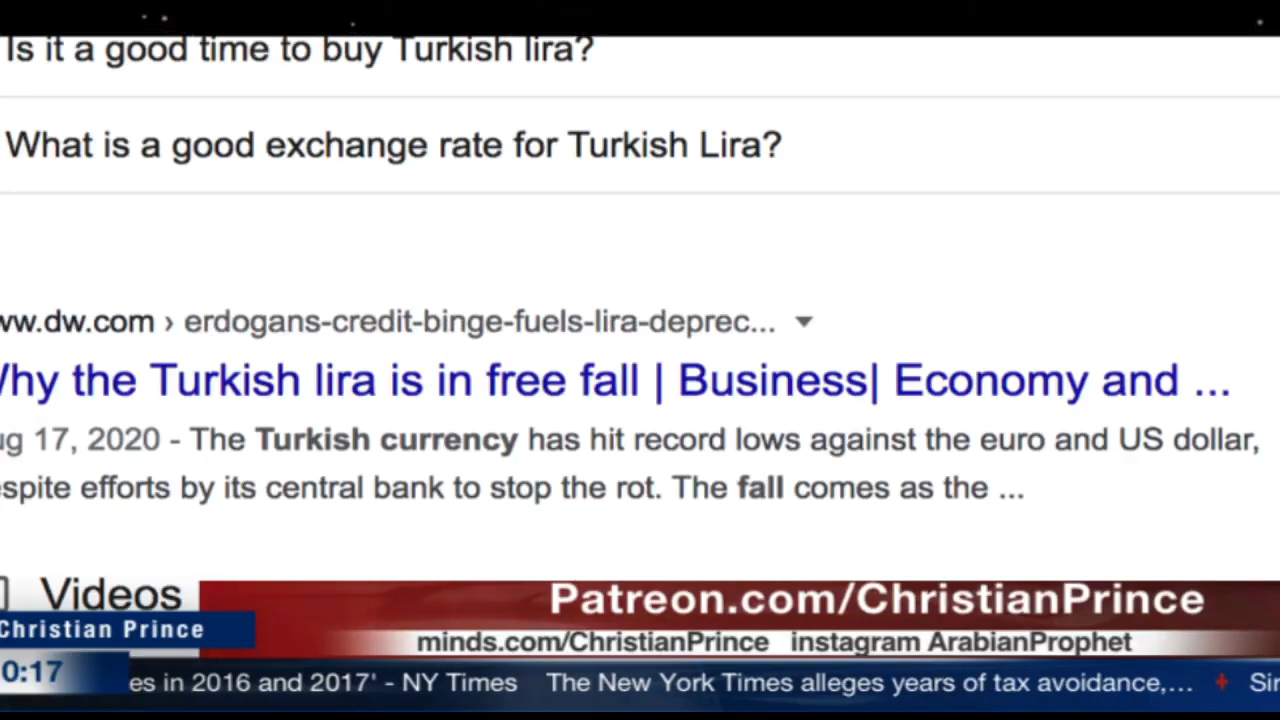 Is it a good time to buy Turkish lira?
What is a good exchange rate for Turkish Lira?
ww.dw.com › erdogans-credit-binge-fuels-lira-deprec...
Why the Turkish lira is in free fall | Business| Economy and ...
ug 17, 2020 - The Turkish currency has hit record lows against the euro and US dollar,
espite efforts by its central bank to stop the rot. The fall comes as the ...
Videos
Patreon.com/ChristianPrince
Christian Prince
minds.com/ChristianPrince instagram ArabianProphet
0:17
es in 2016 and 2017' - NY Times The New York Times alleges years of tax avoidance,... Sir